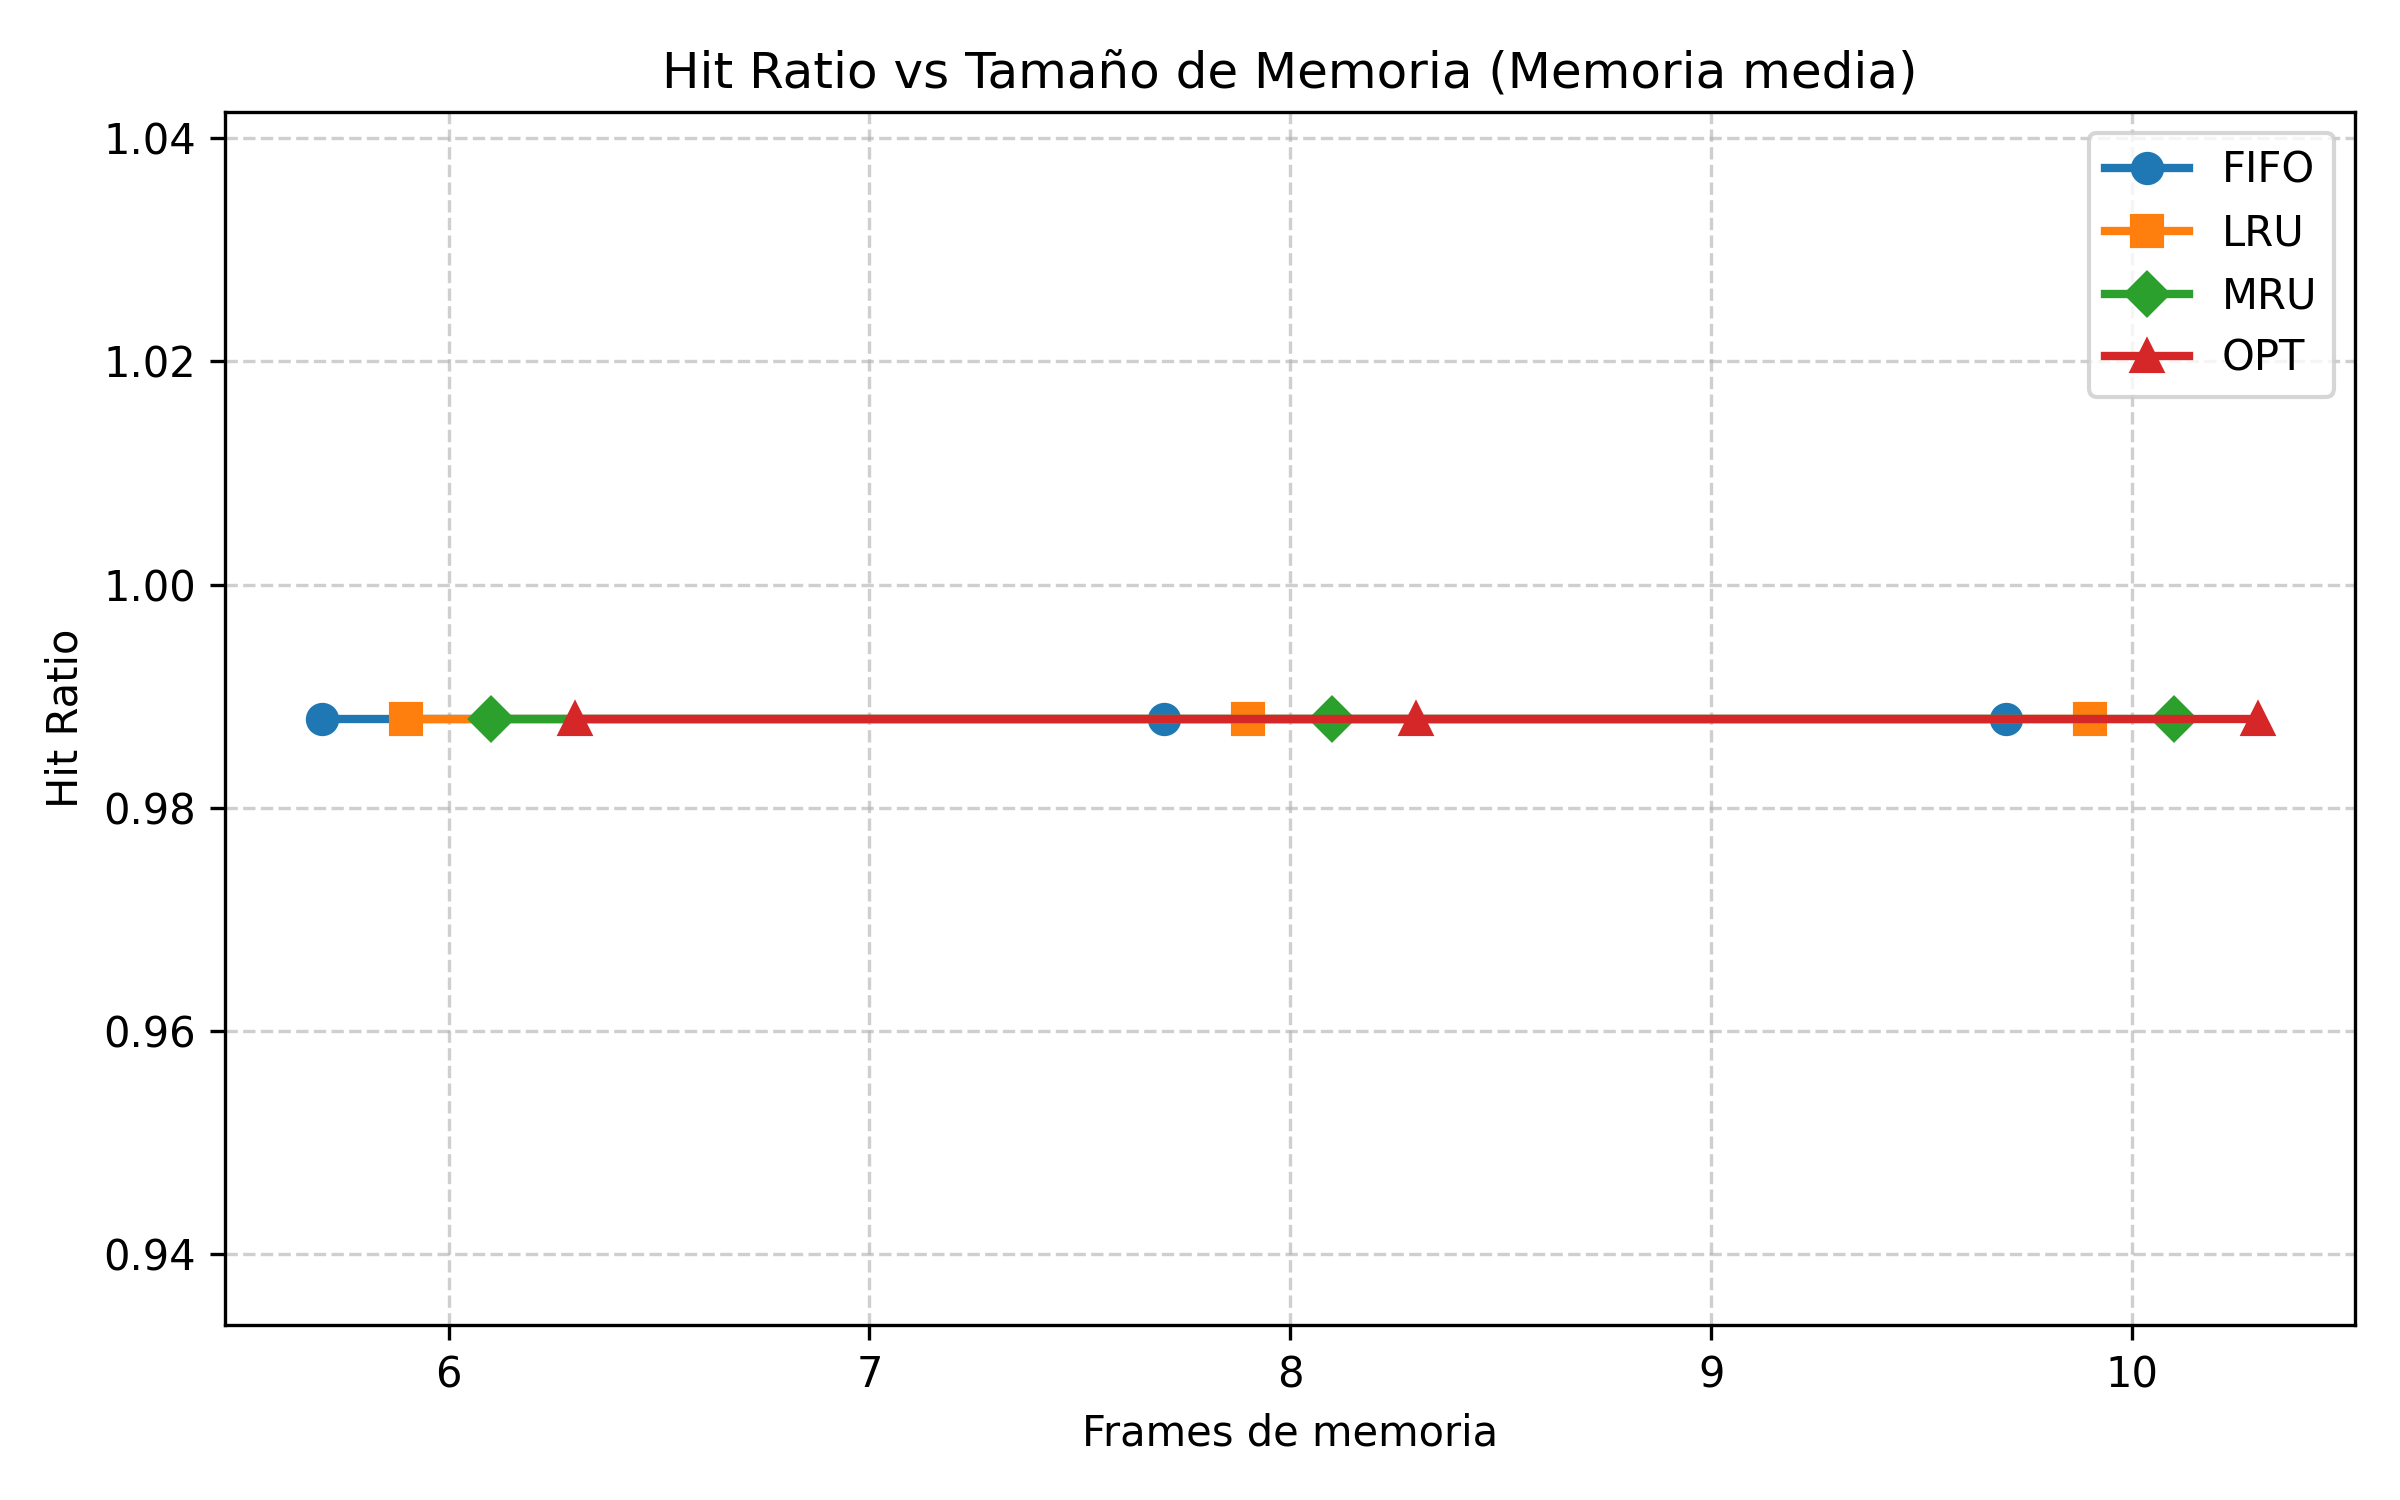 Hit Ratio vs Tamaño de Memoria (Memoria media)
1.04
1.02
1.00
0.98
0.96
0.94
Hit Ratio
FIFO
LRU
MRU
OPT
6 7 8 9 10
Frames de memoria